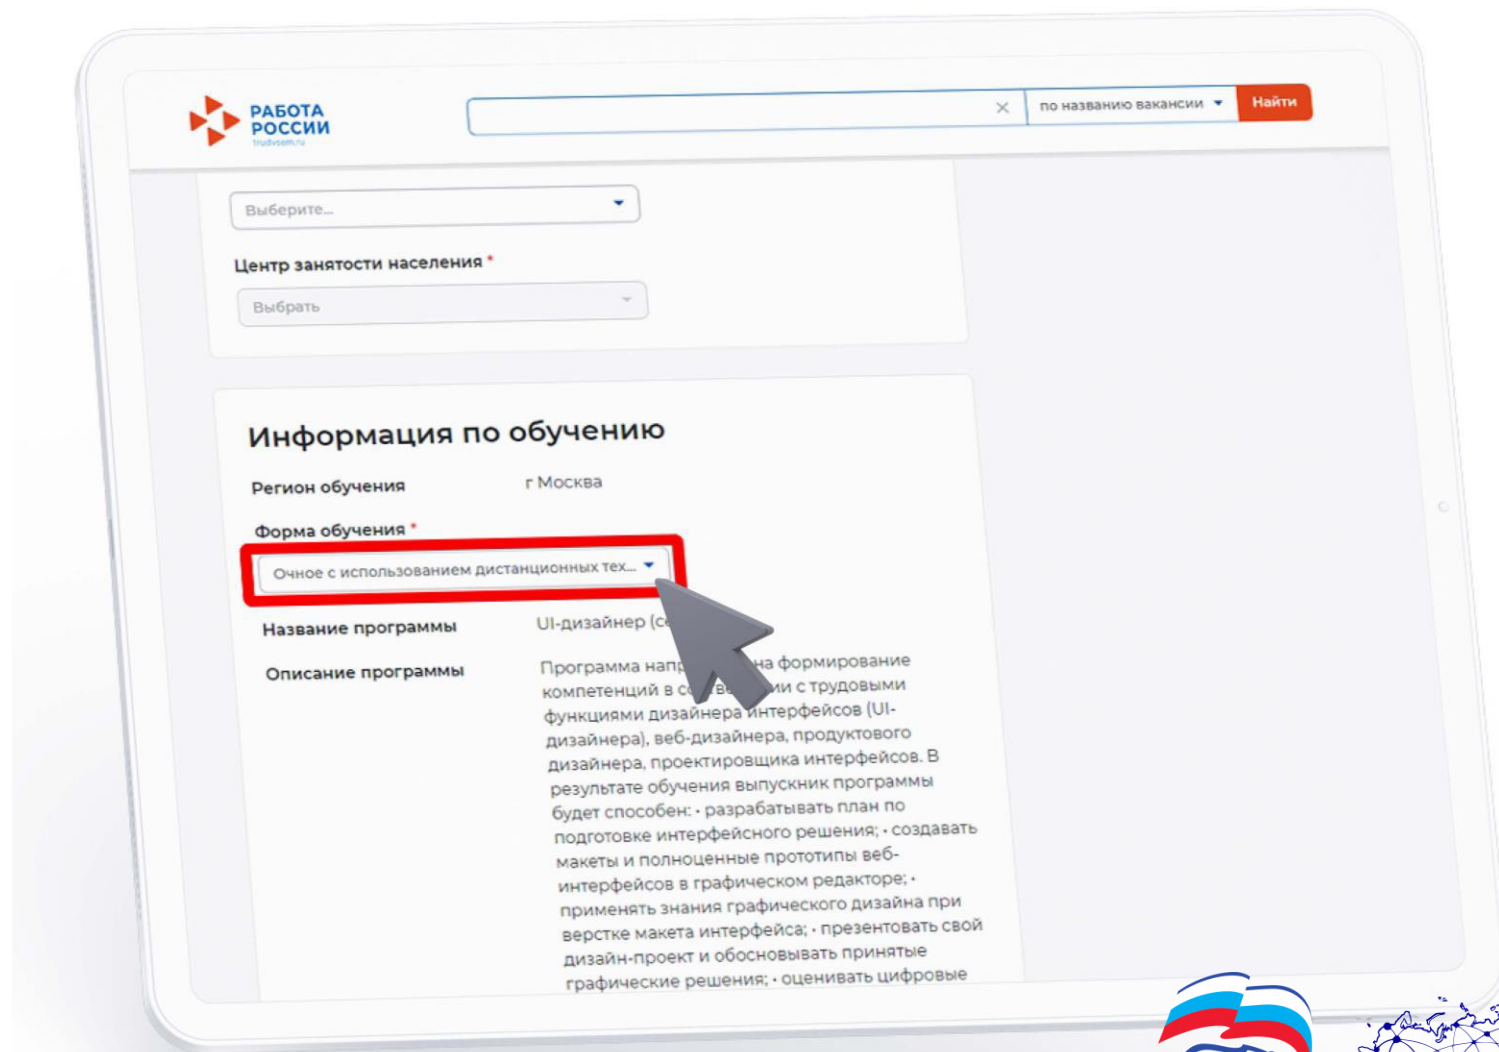 РАБОТА
РОССИИ
trudvsem.ru
по названию вакансии
Найти
Выберите...
Центр занятости населения *
Выбрать
Информация по обучению
Регион обучения
г Москва
Форма обучения *
Очное с использованием дистанционных тех...
Название программы
UI-дизайнер
Описание программы
Программа на формирование
компетенций в с трудовыми
функциями дизайнера интерфейсов (UI-
дизайнера), веб-дизайнера, продуктового
дизайнера, проектировщика интерфейсов. В
результате обучения выпускник программы
будет способен: • разрабатывать план по
подготовке интерфейсного решения; • создавать
макеты и полноценные прототипы веб-
интерфейсов в графическом редакторе; •
применять знания графического дизайна при
верстке макета интерфейса; • презентовать свой
дизайн-проект и обосновывать принятые
графические решения; • оценивать цифровые